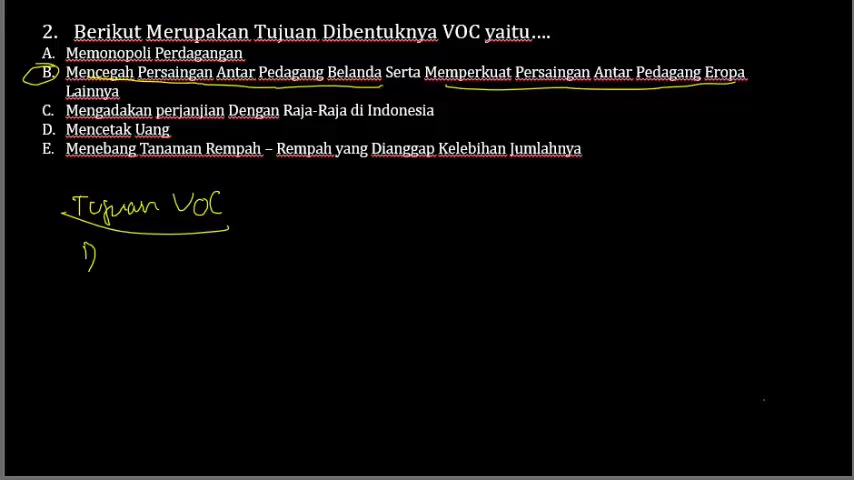 2. Berikut Merupakan Tujuan Dibentuknya VOC yaitu....
A. Memonopoli Perdagangan
B. Mencegah Persaingan Antar Pedagang Belanda Serta Memperkuat Persaingan Antar Pedagang Eropa
Lainnya
C. Mengadakan perjanjian Dengan Raja-Raja di Indonesia
D. Mencetak Uang
E. Menebang Tanaman Rempah – Rempah yang Dianggap Kelebihan Jumlahnya
Tujuan VOC